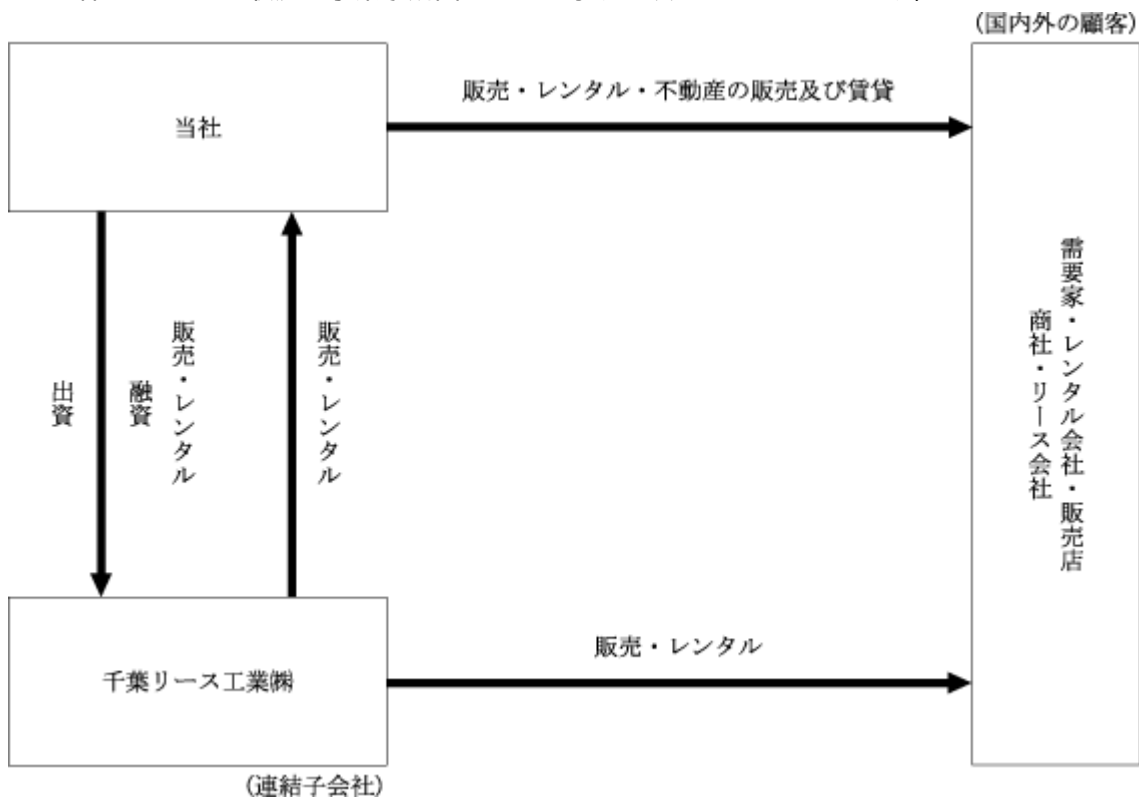 (国内外の顧客)
販売・レンタル・不動産の販売及び賃貸
当社
需要家・レンタル会社・販売店
商社・リース会社
出資
融資
販売・レンタル
販売・レンタル
販売・レンタル
千葉リース工業㈱
(連結子会社)